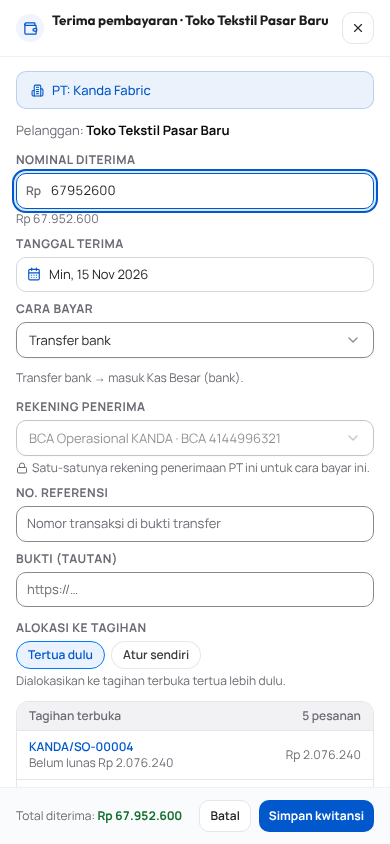 Terima pembayaran · Toko Tekstil Pasar Baru
PT: Kanda Fabric
Pelanggan: Toko Tekstil Pasar Baru
NOMINAL DITERIMA
Rp 67952600
Rp 67.952.600
TANGGAL TERIMA
Min, 15 Nov 2026
CARA BAYAR
Transfer bank
Transfer bank → masuk Kas Besar (bank).
REKENING PENERIMA
BCA Operasional KANDA · BCA 4144996321
Satu-satunya rekening penerimaan PT ini untuk cara bayar ini.
NO. REFERENSI
Nomor transaksi di bukti transfer
BUKTI (TAUTAN)
https://…
ALOKASI KE TAGIHAN
Tertua dulu Atur sendiri
Dialokasikan ke tagihan terbuka tertua lebih dulu.
Tagihan terbuka 5 pesanan
KANDA/SO-00004
Belum lunas Rp 2.076.240 Rp 2.076.240
Total diterima: Rp 67.952.600 Batal Simpan kwitansi